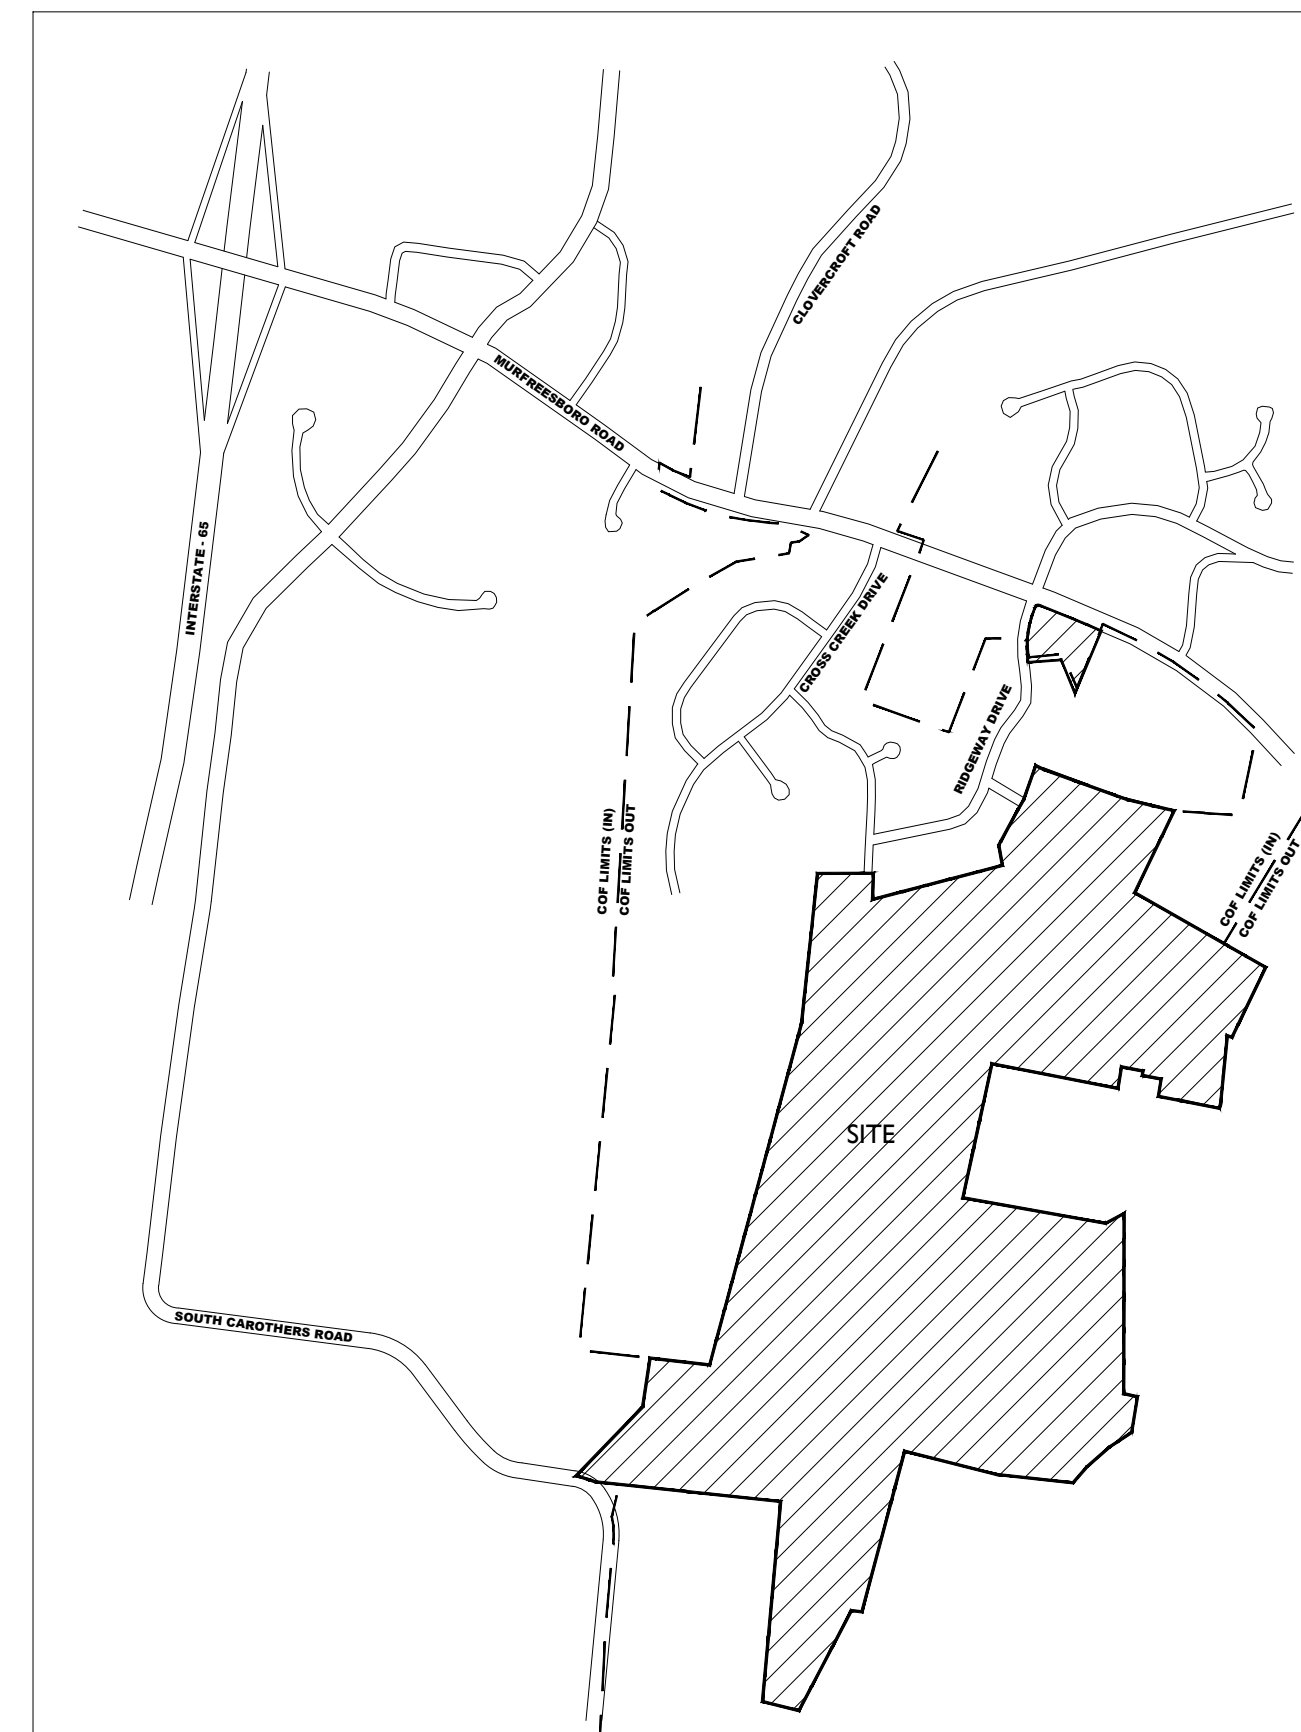 CLOVERCROFT ROAD
MURFREESBORO ROAD
INTERSTATE - 65
CROSS CREEK DRIVE
RIDGEWAY DRIVE
COF LIMITS (IN)
COF LIMITS OUT
COF LIMITS (IN)
COF LIMITS OUT
SITE
SOUTH CAROTHERS ROAD